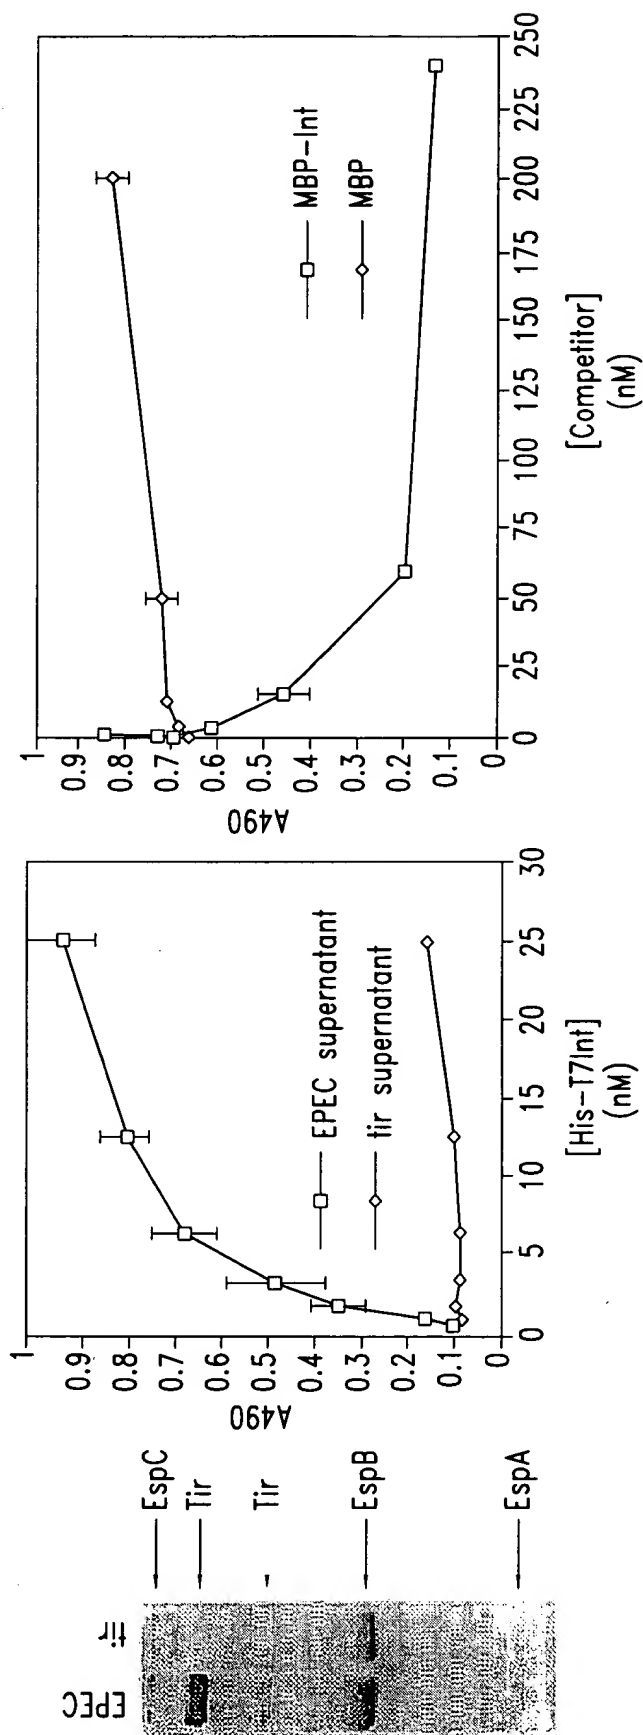 EPEC
tir
EspC
Tir
Tir
EspB
EspA
A490
1
0.9
0.8
0.7
0.6
0.5
0.4
0.3
0.2
0.1
0
EPEC supernatant
tir supernatant
0
5
10
15
20
25
30
[His-T7Int]
(nM)
A490
1
0.9
0.8
0.7
0.6
0.5
0.4
0.3
0.2
0.1
0
MBP-Int
MBP
0
25
50
75
100
125
150
175
200
225
250
[Competitor]
(nM)